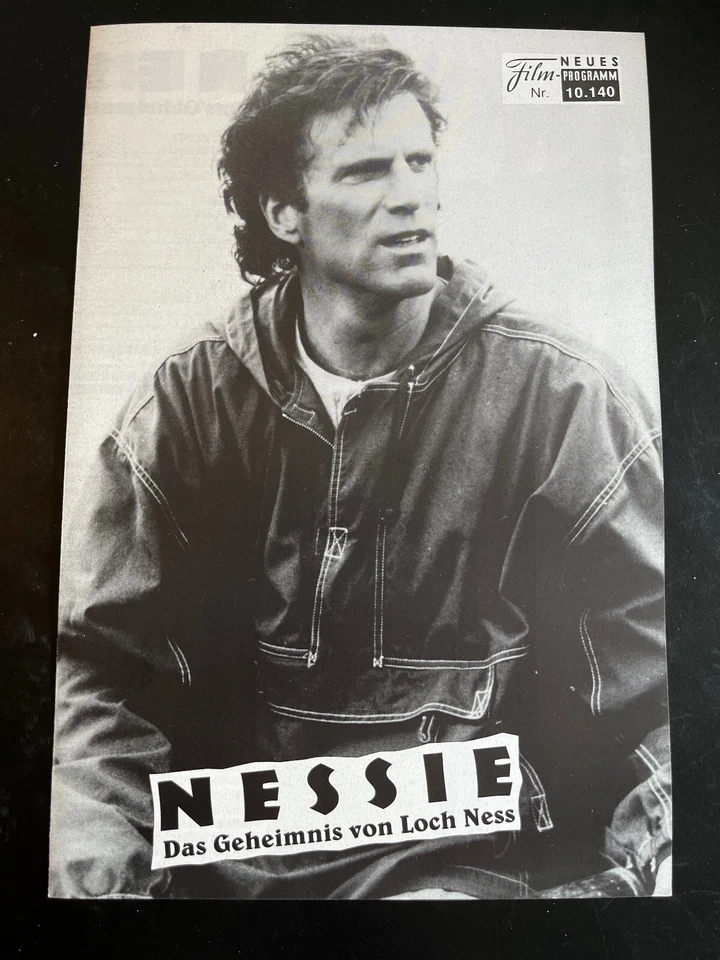 NEUES
Film-PROGRAMM
Nr. 10.140
NESSIE
Das Geheimnis von Loch Ness